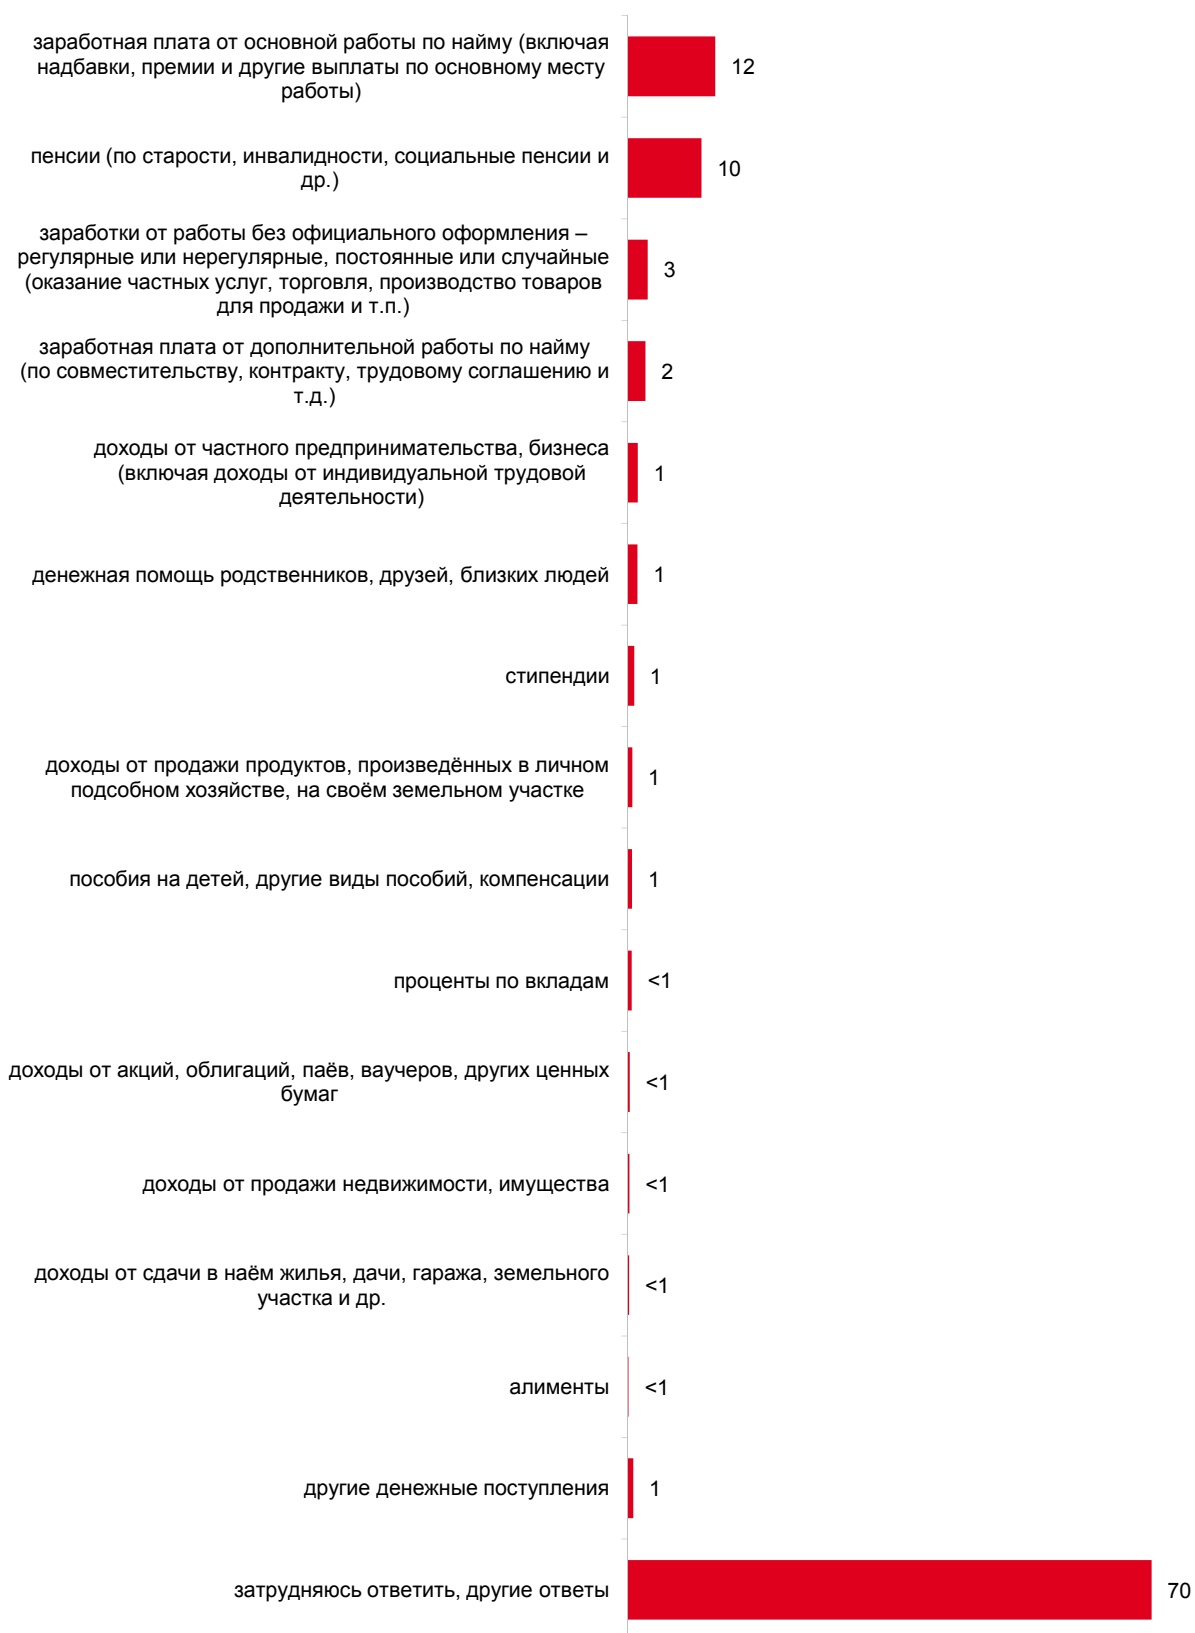 заработная плата от основной работы по найму (включая
надбавки, премии и другие выплаты по основному месту
работы)
12
пенсии (по старости, инвалидности, социальные пенсии и
др.)
10
заработки от работы без официального оформления –
регулярные или нерегулярные, постоянные или случайные
(оказание частных услуг, торговля, производство товаров
для продажи и т.п.)
3
заработная плата от дополнительной работы по найму
(по совместительству, контракту, трудовому соглашению и
т.д.)
2
доходы от частного предпринимательства, бизнеса
(включая доходы от индивидуальной трудовой
деятельности)
1
денежная помощь родственников, друзей, близких людей
1
стипендии
1
доходы от продажи продуктов, произведённых в личном
подсобном хозяйстве, на своём земельном участке
1
пособия на детей, другие виды пособий, компенсации
1
проценты по вкладам
<1
доходы от акций, облигаций, паёв, ваучеров, других ценных
бумаг
<1
доходы от продажи недвижимости, имущества
<1
доходы от сдачи в наём жилья, дачи, гаража, земельного
участка и др.
<1
алименты
<1
другие денежные поступления
1
затрудняюсь ответить, другие ответы
70